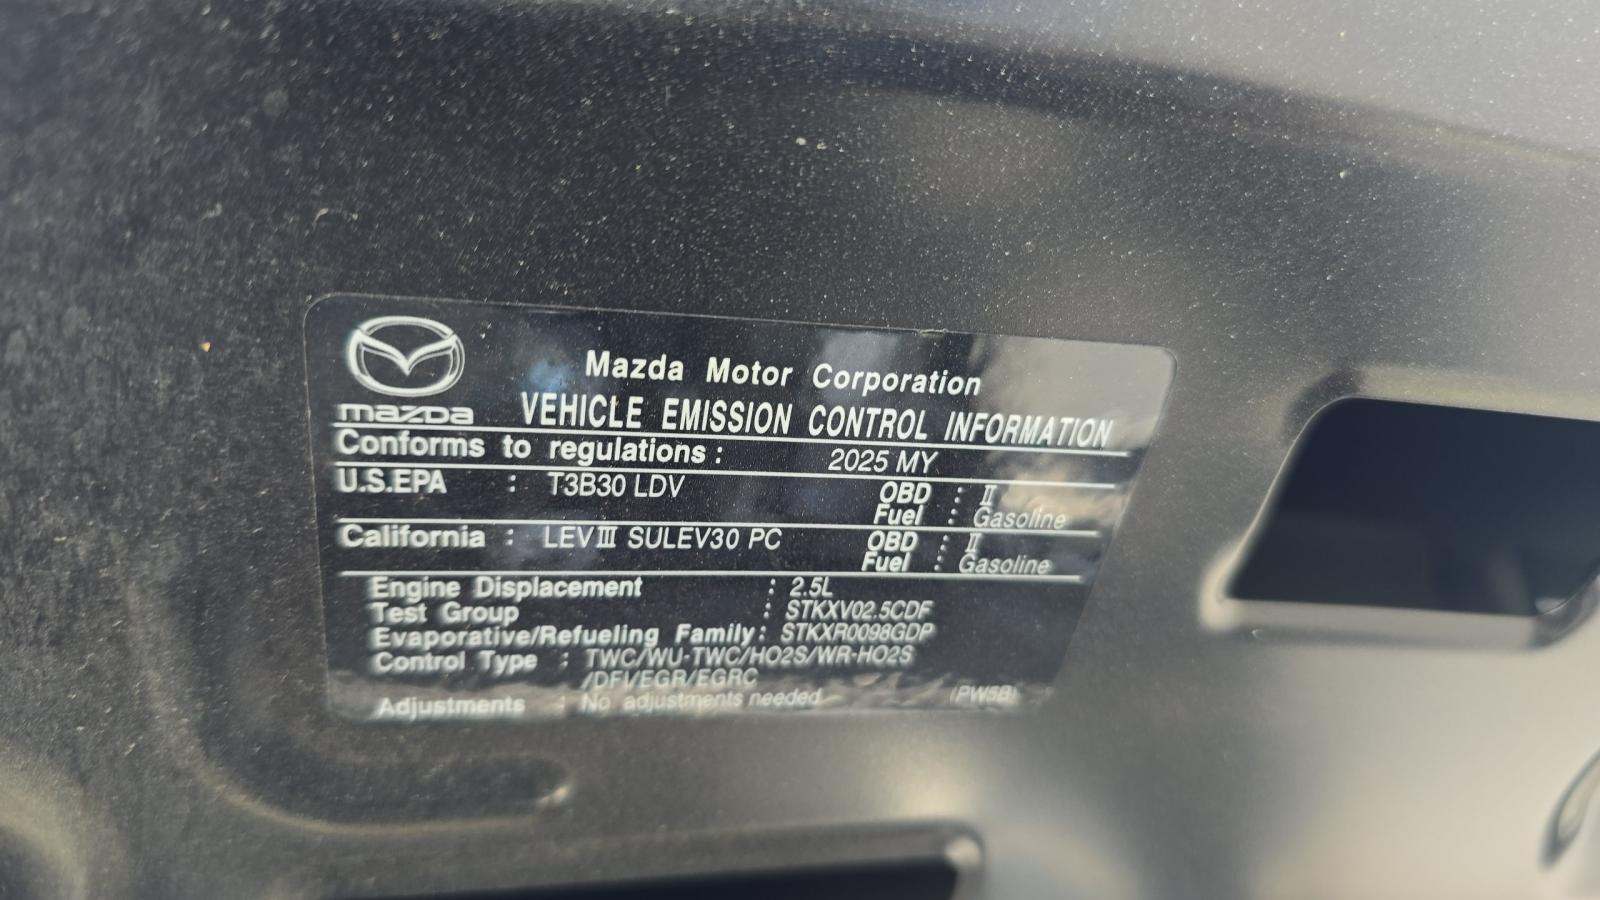 Mazda Motor Corporation
mazda
VEHICLE EMISSION CONTROL INFORMATION
Conforms to regulations : 2025 MY
U.S.EPA : T3B30 LDV OBD : II
Fuel : Gasoline
California : LEV III SULEV30 PC OBD : II
Fuel : Gasoline
Engine Displacement : 2.5L
Test Group : STKXV02.5CDF
Evaporative/Refueling Family : STKXR0098GDP
Control Type : TWC/WU-TWC/HO2S/WR-HO2S
/DFI/EGR/EGRC
Adjustments : No adjustments needed